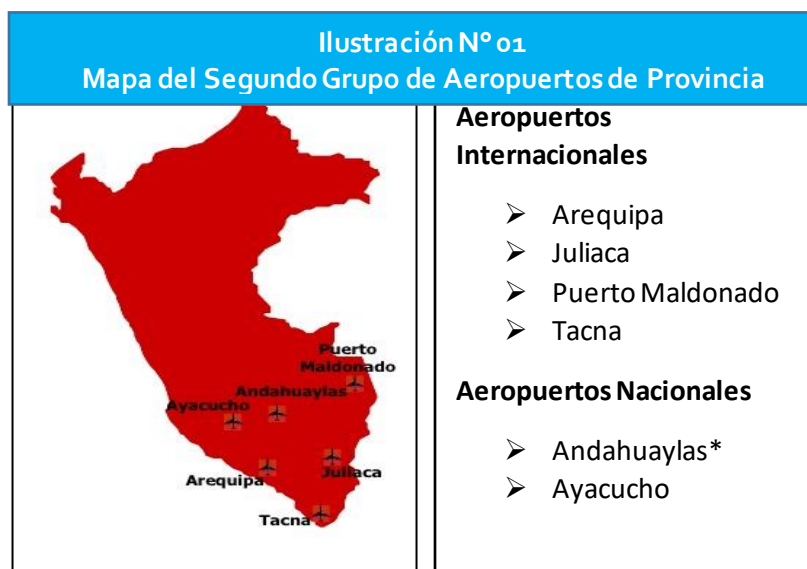 Ilustración N° 01
Mapa del Segundo Grupo de Aeropuertos de Provincia
Puerto
Maldonado
Andahuaylas
Ayacucho
Arequipa
Juliaca
Tacna
Aeropuertos
Internacionales
➢ Arequipa
➢ Juliaca
➢ Puerto Maldonado
➢ Tacna
Aeropuertos Nacionales
➢ Andahuaylas*
➢ Ayacucho